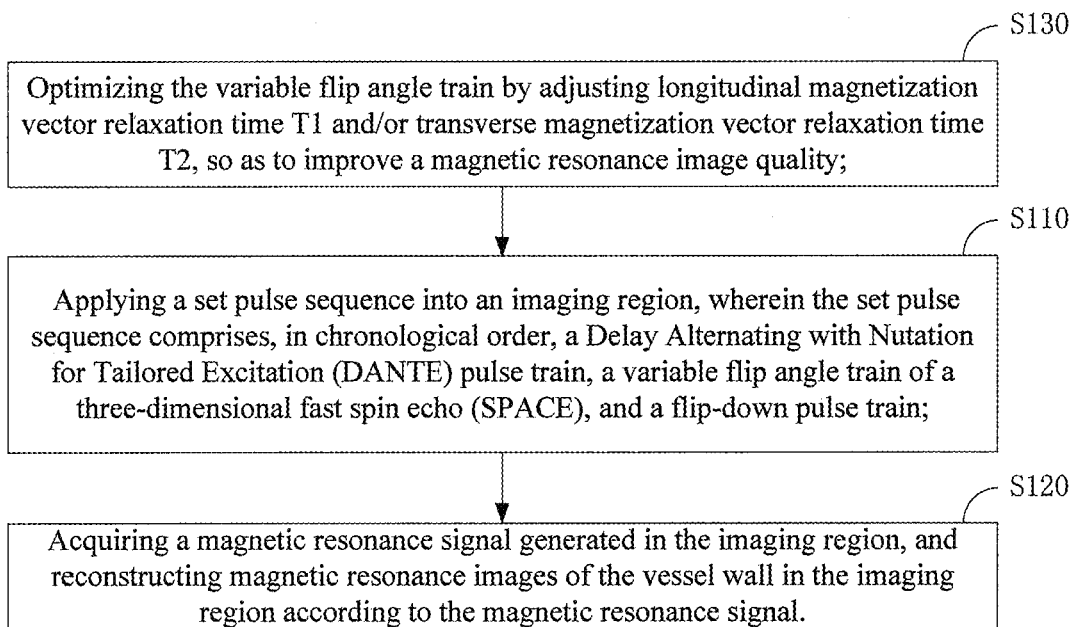 S130
Optimizing the variable flip angle train by adjusting longitudinal magnetization
vector relaxation time T1 and/or transverse magnetization vector relaxation time
T2, so as to improve a magnetic resonance image quality;
S110
Applying a set pulse sequence into an imaging region, wherein the set pulse
sequence comprises, in chronological order, a Delay Alternating with Nutation
for Tailored Excitation (DANTE) pulse train, a variable flip angle train of a
three-dimensional fast spin echo (SPACE), and a flip-down pulse train;
S120
Acquiring a magnetic resonance signal generated in the imaging region, and
reconstructing magnetic resonance images of the vessel wall in the imaging
region according to the magnetic resonance signal.